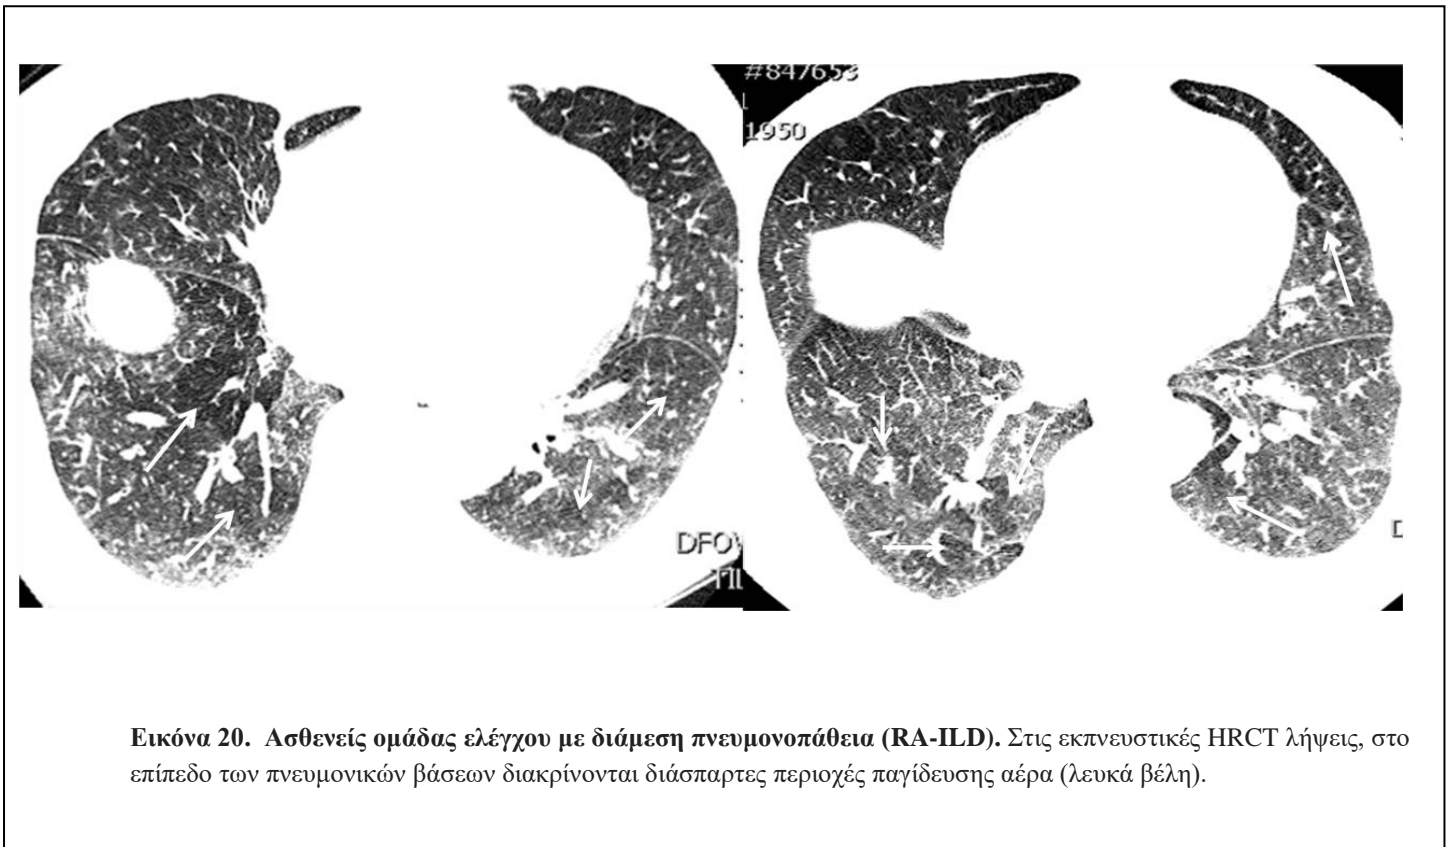 #847653
1950
DFOV
Εικόνα 20. Ασθενείς ομάδας ελέγχου με διάμεση πνευμονοπάθεια (RA-ILD). Στις εκπνευστικές HRCT λήψεις, στο
επίπεδο των πνευμονικών βάσεων διακρίνονται διάσπαρτες περιοχές παγίδευσης αέρα (λευκά βέλη).